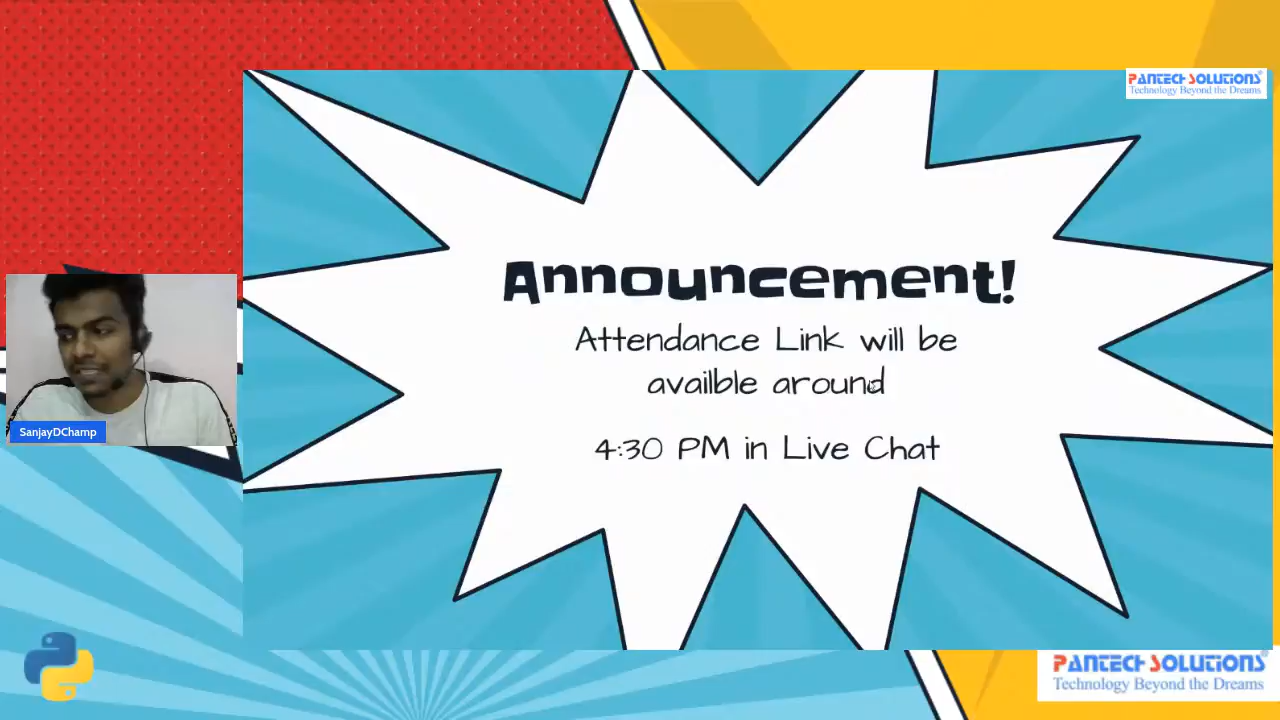 PANTECH SOLUTIONS®
Technology Beyond the Dreams
Announcement!
Attendance Link will be
availble around
4:30 PM in Live Chat
SanjayDChamp
PANTECH SOLUTIONS®
Technology Beyond the Dreams